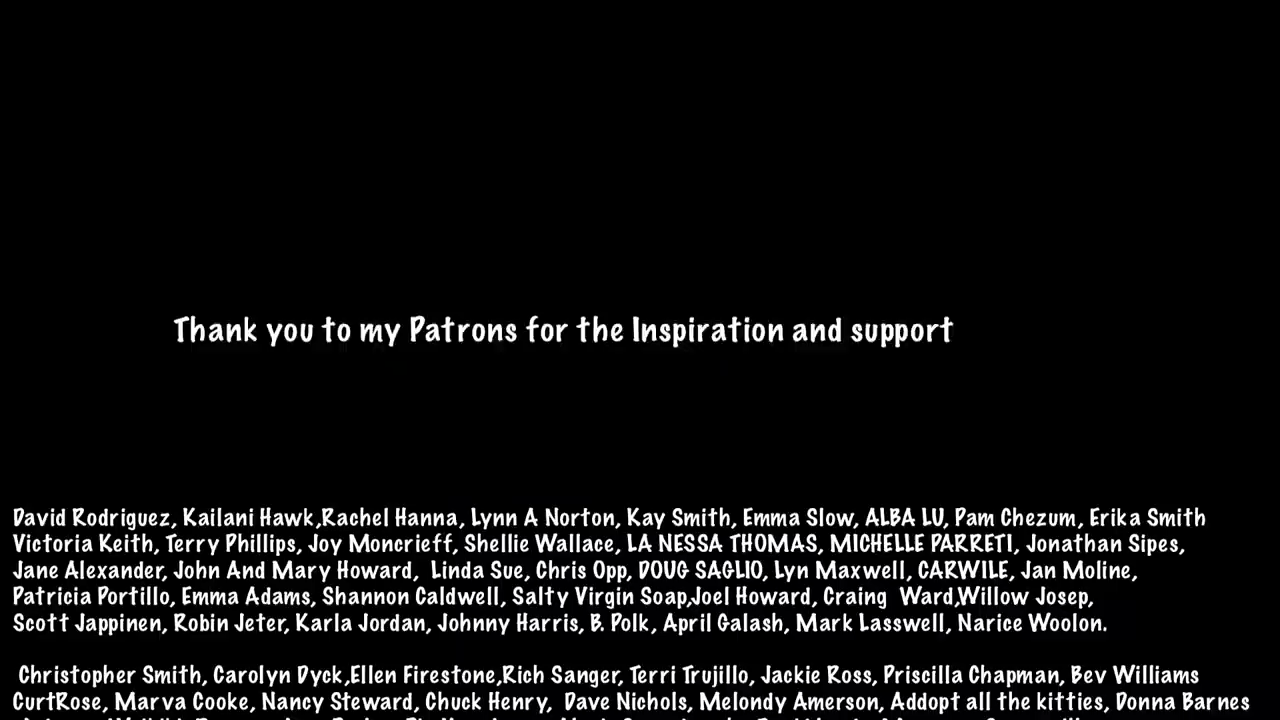 Thank you to my Patrons for the Inspiration and support
David Rodriguez, Kailani Hawk,Rachel Hanna, Lynn A Norton, Kay Smith, Emma Slow, ALBA LU, Pam Chezum, Erika Smith
Victoria Keith, Terry Phillips, Joy Moncrieff, Shellie Wallace, LA NESSA THOMAS, MICHELLE PARRETI, Jonathan Sipes,
Jane Alexander, John And Mary Howard,  Linda Sue, Chris Opp, DOUG SAGLIO, Lyn Maxwell, CARWILE, Jan Moline,
Patricia Portillo, Emma Adams, Shannon Caldwell, Salty Virgin Soap,Joel Howard, Craing  Ward,Willow Josep,
Scott Jappinen, Robin Jeter, Karla Jordan, Johnny Harris, B. Polk, April Galash, Mark Lasswell, Narice Woolon.
Christopher Smith, Carolyn Dyck,Ellen Firestone,Rich Sanger, Terri Trujillo, Jackie Ross, Priscilla Chapman, Bev Williams
CurtRose, Marva Cooke, Nancy Steward, Chuck Henry,  Dave Nichols, Melondy Amerson, Addopt all the kitties, Donna Barnes